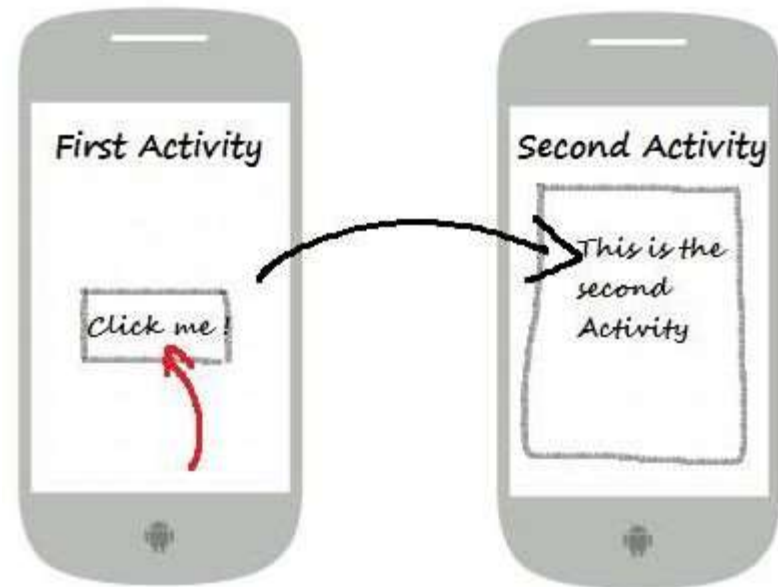 First Activity
Click me !
Second Activity
This is the
second
Activity